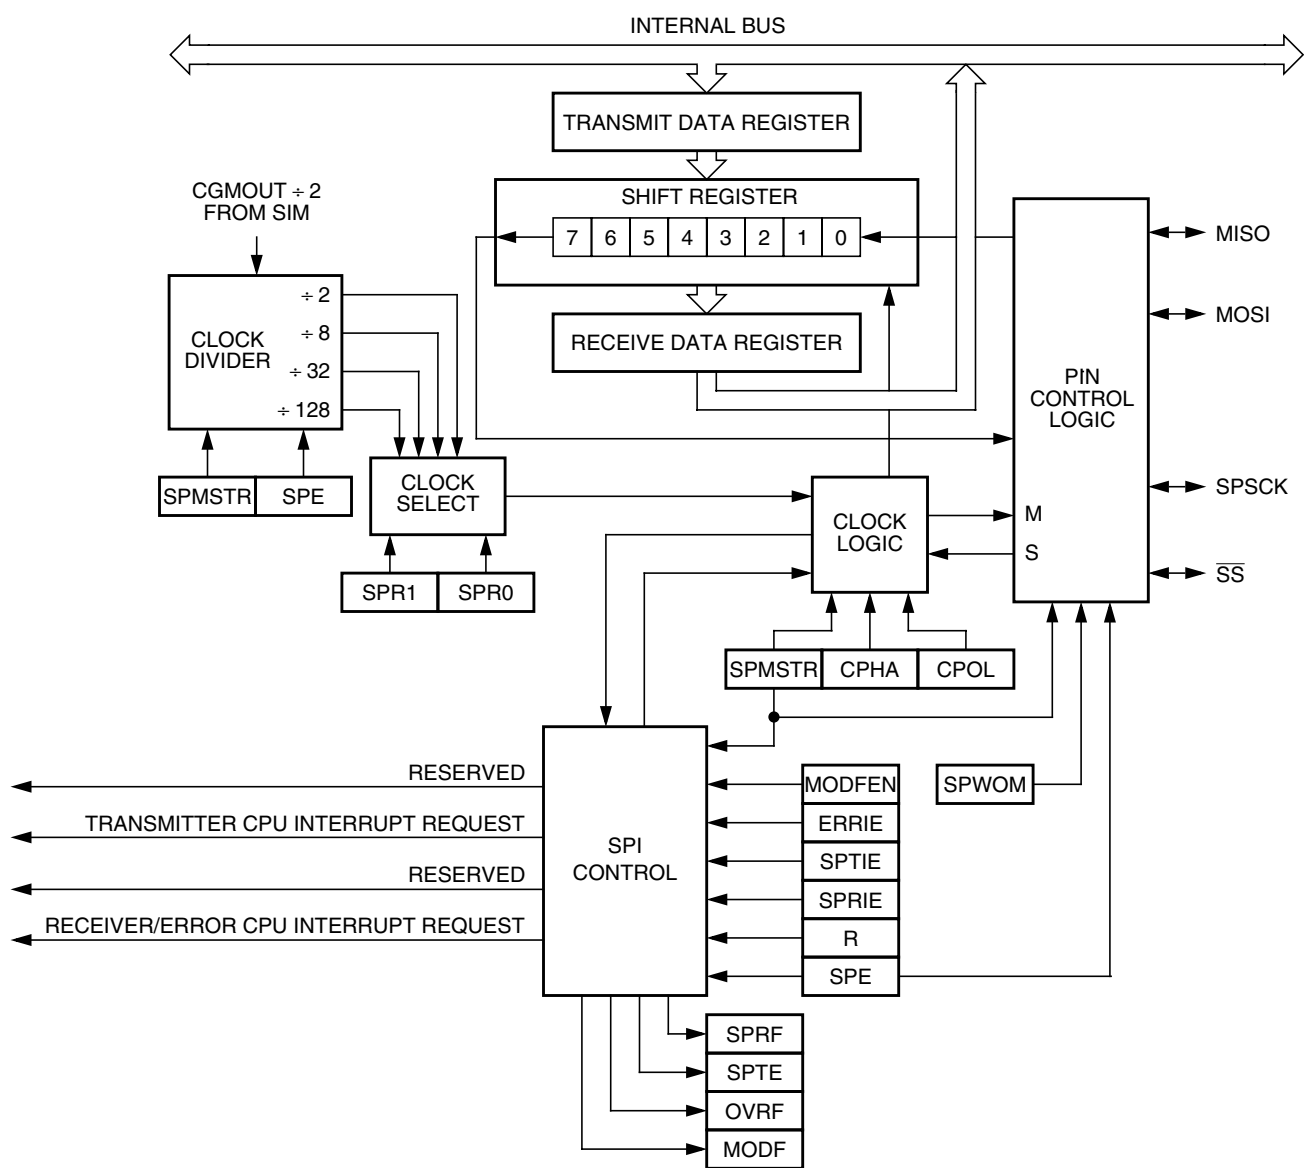 INTERNAL BUS
TRANSMIT DATA REGISTER
SHIFT REGISTER
7 6 5 4 3 2 1 0
RECEIVE DATA REGISTER
CGMOUT ÷ 2
FROM SIM
CLOCK
DIVIDER
÷ 2
÷ 8
÷ 32
÷ 128
SPMSTR SPE
CLOCK
SELECT
SPR1 SPR0
CLOCK
LOGIC
PIN
CONTROL
LOGIC
M
S
MISO
MOSI
SPSCK
S̅S̅
SPMSTR CPHA CPOL
SPWOM
SPI
CONTROL
MODFEN
ERRIE
SPTIE
SPRIE
R
SPE
RESERVED
TRANSMITTER CPU INTERRUPT REQUEST
RESERVED
RECEIVER/ERROR CPU INTERRUPT REQUEST
SPRF
SPTE
OVRF
MODF